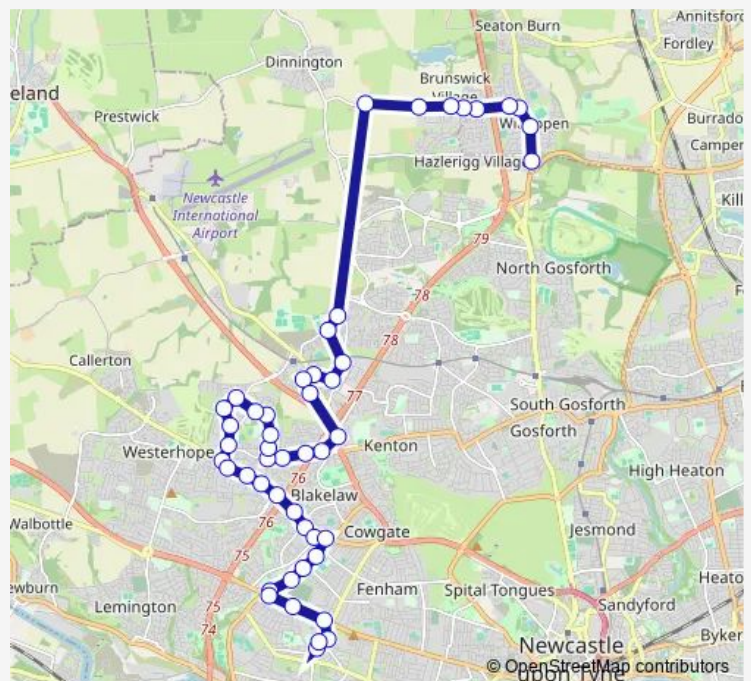 Seaton Burn
Annitsford
Fordley
Dinnington
eland
Brunswick
Village
Prestwick
Burrado
Camper
Hazlerigg Village
Kill
Newcastle
International
Airport
79
North Gosforth
78
78
Callerton
77
South Gosforth
Gosforth
Kenton
Westerhope
High Heaton
76
Blakelaw
76
Walbottle
Cowgate
Jesmond
75
ewburn
Fenham
Spital Tongues
Heato
Lemington
75
Sandyford
74
Byker
Newcastle
upon Tyne
© OpenStreetMap contributors